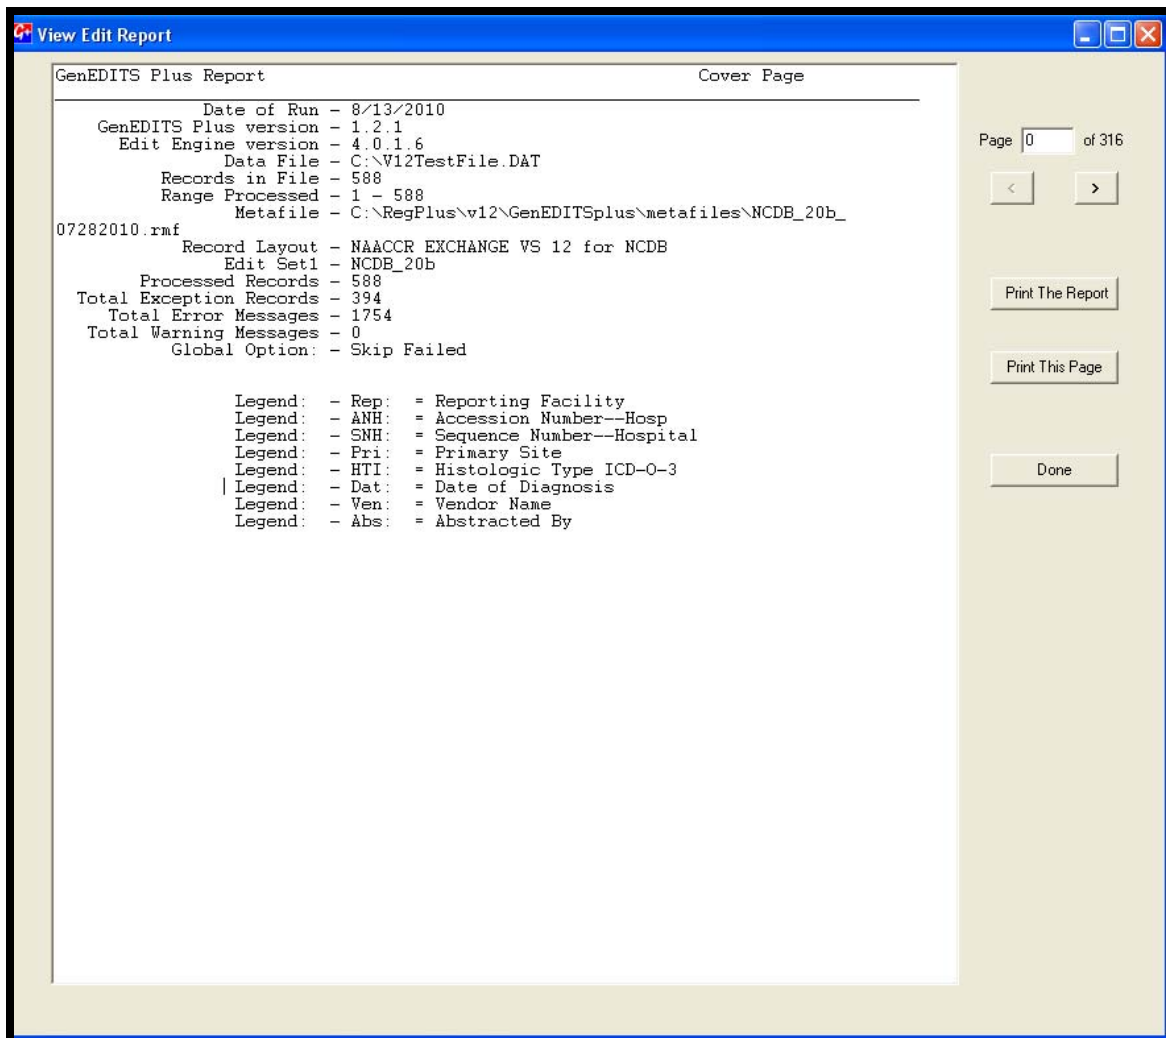 View Edit Report
GenEDITS Plus Report Cover Page
Date of Run - 8/13/2010
GenEDITS Plus version - 1.2.1
Edit Engine version - 4.0.1.6
Data File - C:\V12TestFile.DAT
Records in File - 588
Range Processed - 1 - 588
Metafile - C:\RegPlus\v12\GenEDITSplus\metafiles\NCDB_20b_
07282010.rmf
Record Layout - NAACCR EXCHANGE VS 12 for NCDB
Edit Set1 - NCDB_20b
Processed Records - 588
Total Exception Records - 394
Total Error Messages - 1754
Total Warning Messages - 0
Global Option: - Skip Failed
Legend: - Rep: = Reporting Facility
Legend: - ANH: = Accession Number--Hosp
Legend: - SNH: = Sequence Number--Hospital
Legend: - Pri: = Primary Site
Legend: - HTI: = Histologic Type ICD-O-3
Legend: - Dat: = Date of Diagnosis
Legend: - Ven: = Vendor Name
Legend: - Abs: = Abstracted By
Page 0 of 316
< >
Print The Report
Print This Page
Done